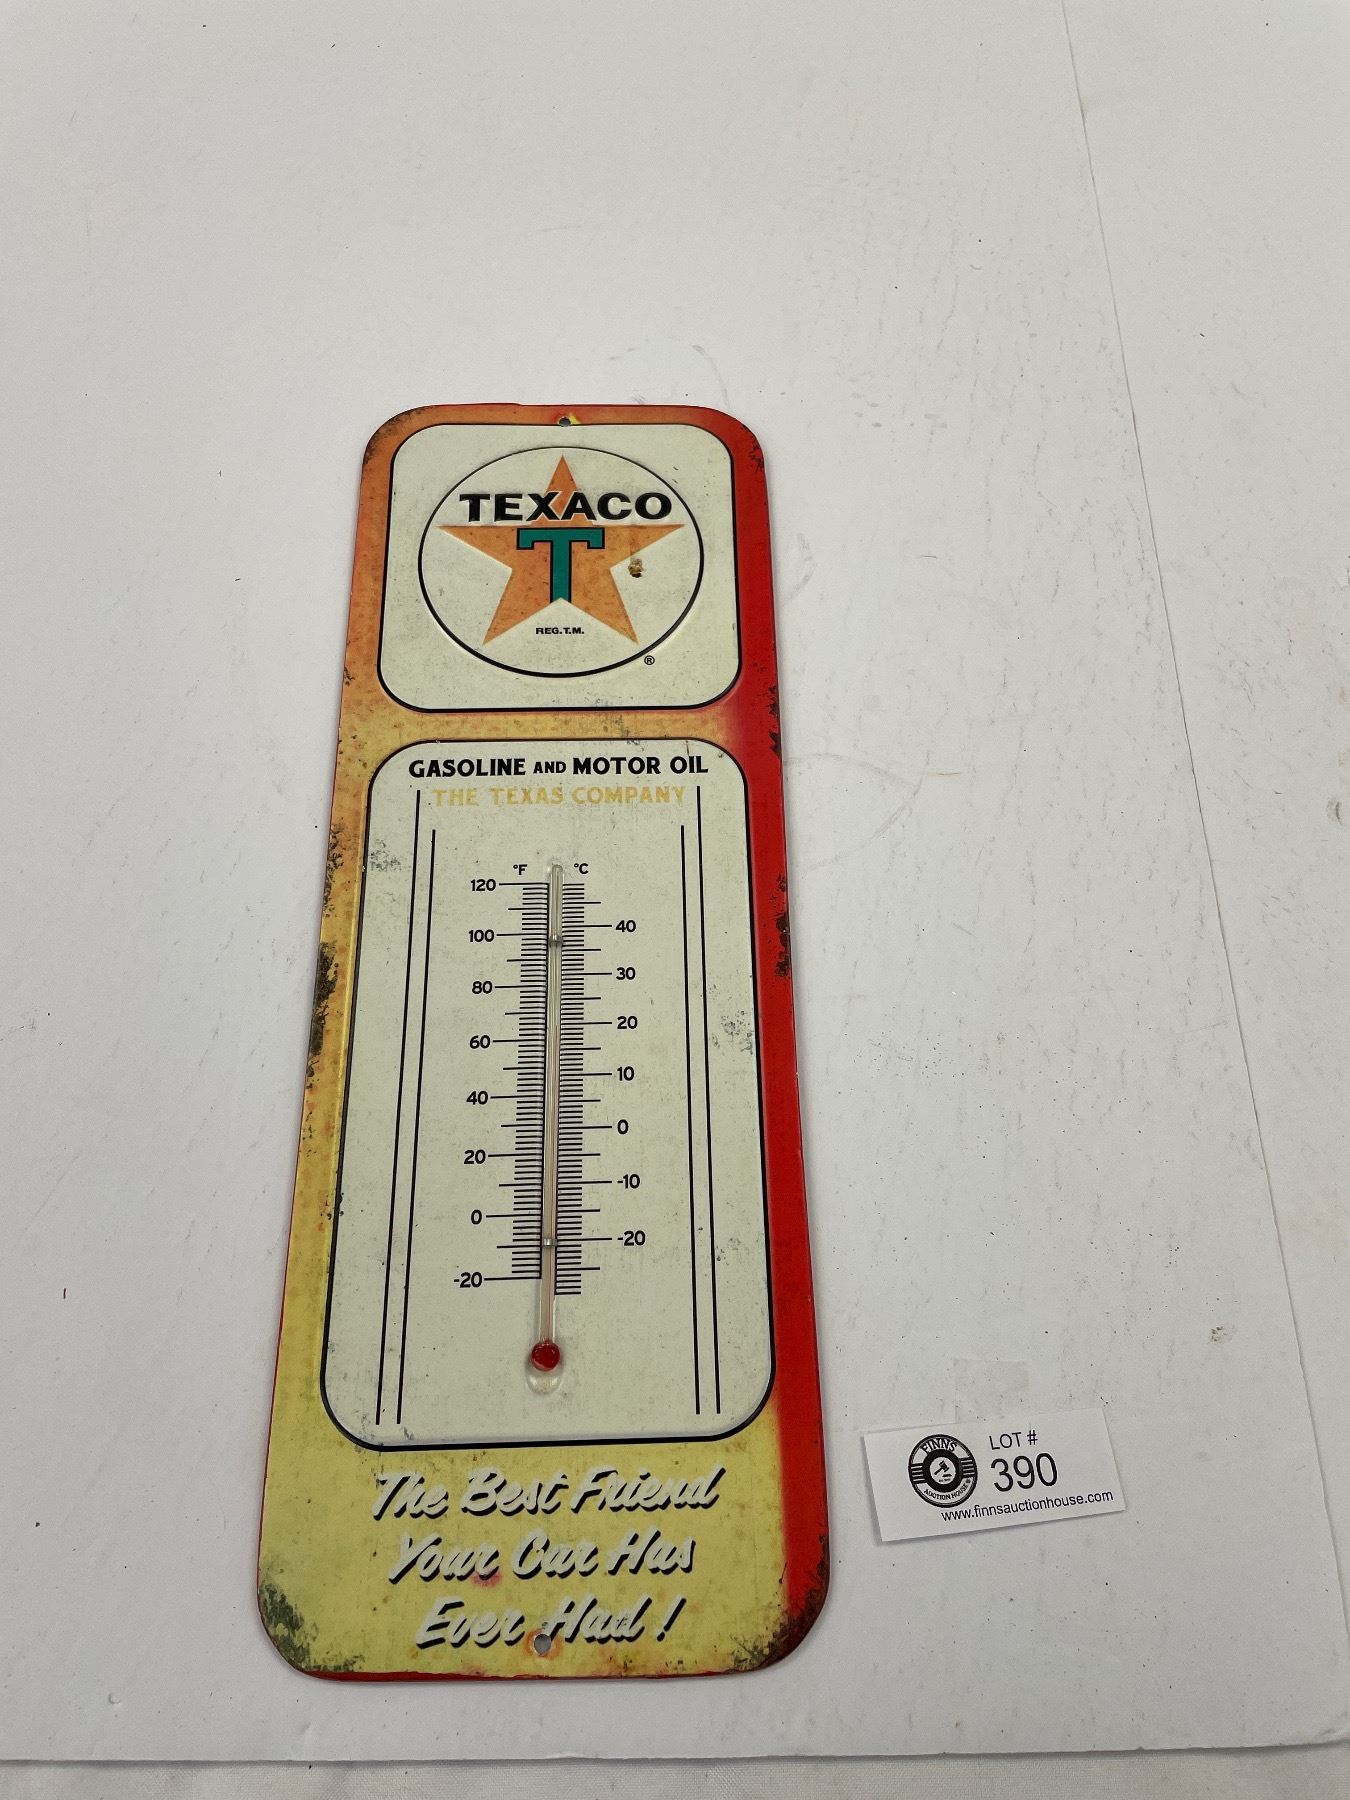 TEXACO
T
REG.T.M.
®
GASOLINE AND MOTOR OIL
THE TEXAS COMPANY
°F °C
120
40
100
30
80
20
60
10
40
0
20
-10
0
-20
-20
The Best Friend
Your Car Has
Ever Had!
FINNS
AUCTION HOUSE
LOT #
390
www.finnsauctionhouse.com